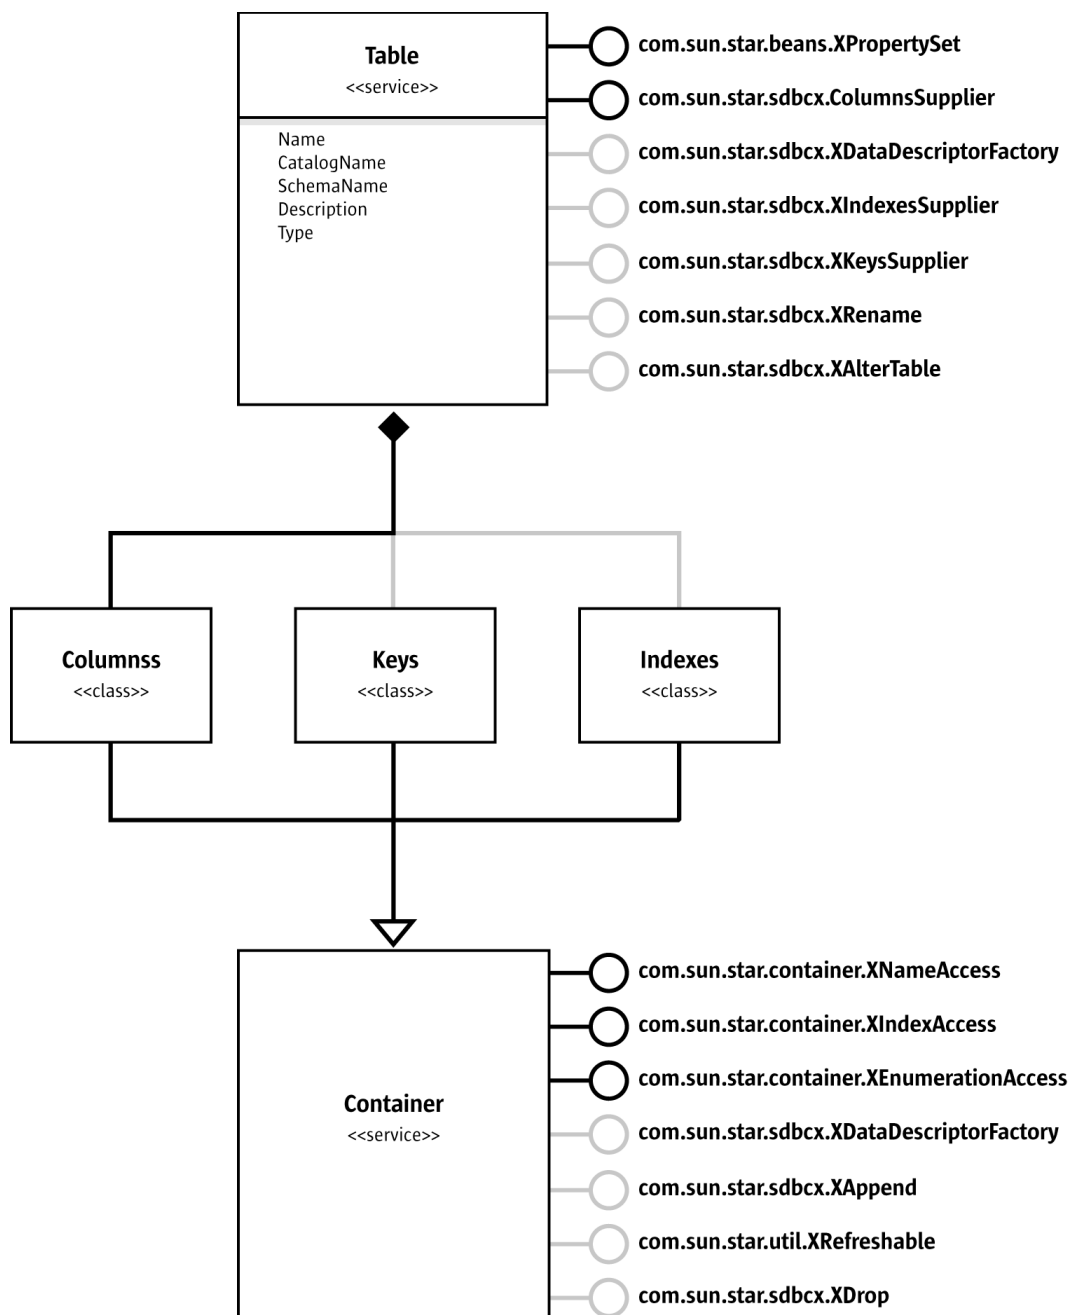 Table
<<service>>
Name
CatalogName
SchemaName
Description
Type
com.sun.star.beans.XPropertySet
com.sun.star.sdbcx.ColumnsSupplier
com.sun.star.sdbcx.XDataDescriptorFactory
com.sun.star.sdbcx.XIndexesSupplier
com.sun.star.sdbcx.XKeysSupplier
com.sun.star.sdbcx.XRename
com.sun.star.sdbcx.XAlterTable
Columnss
<<class>>
Keys
<<class>>
Indexes
<<class>>
Container
<<service>>
com.sun.star.container.XNameAccess
com.sun.star.container.XIndexAccess
com.sun.star.container.XEnumerationAccess
com.sun.star.sdbcx.XDataDescriptorFactory
com.sun.star.sdbcx.XAppend
com.sun.star.util.XRefreshable
com.sun.star.sdbcx.XDrop